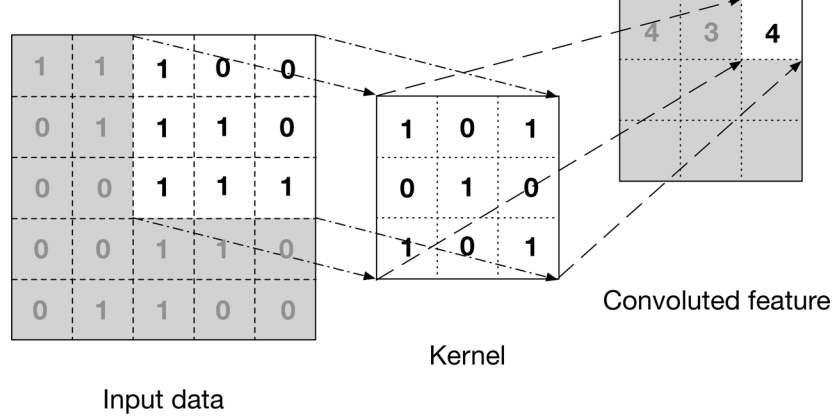 1 1 1 0 0
0 1 1 1 0
0 0 1 1 1
0 0 1 1 0
0 1 1 0 0
Input data
1 0 1
0 1 0
1 0 1
Kernel
4 3 4
Convoluted feature